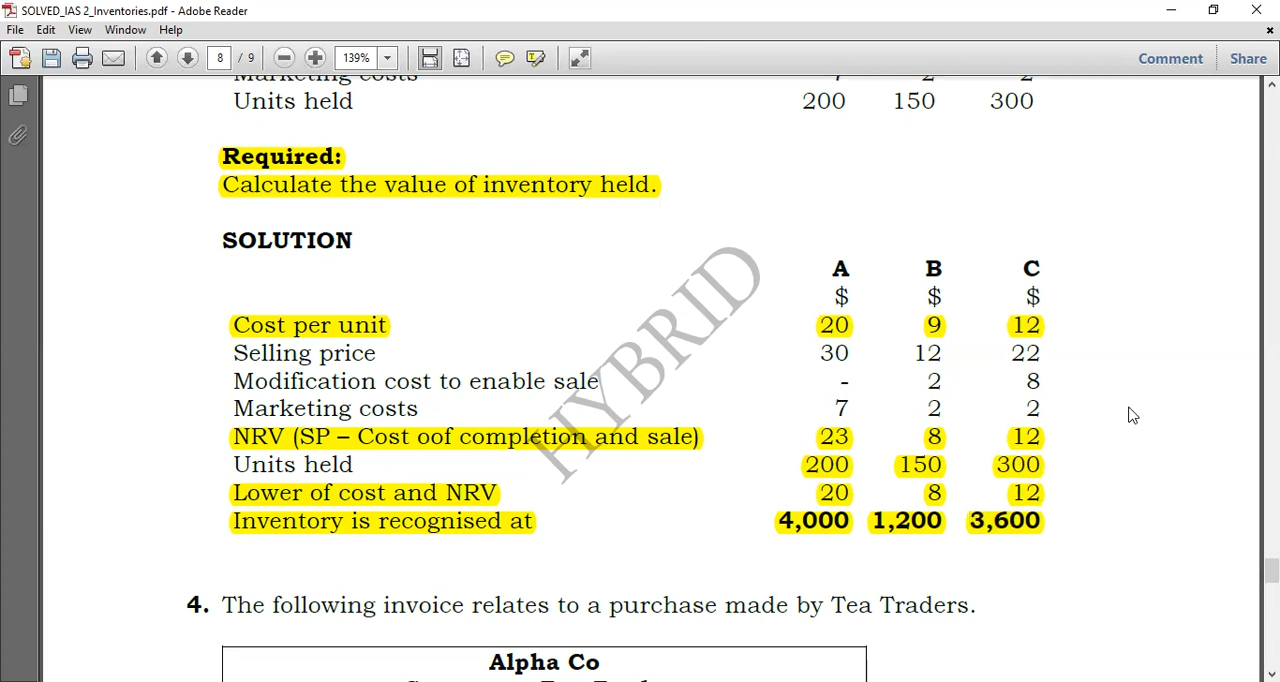 SOLVED_IAS 2_Inventories.pdf - Adobe Reader
File Edit View Window Help
8 / 9 139% Comment Share
Marketing costs 7 2 2
Units held 200 150 300
Required:
Calculate the value of inventory held.
SOLUTION
A B C
$ $ $
Cost per unit 20 9 12
Selling price 30 12 22
Modification cost to enable sale - 2 8
Marketing costs 7 2 2
NRV (SP – Cost oof completion and sale) 23 8 12
Units held 200 150 300
Lower of cost and NRV 20 8 12
Inventory is recognised at 4,000 1,200 3,600
HYBRID
4. The following invoice relates to a purchase made by Tea Traders.
Alpha Co